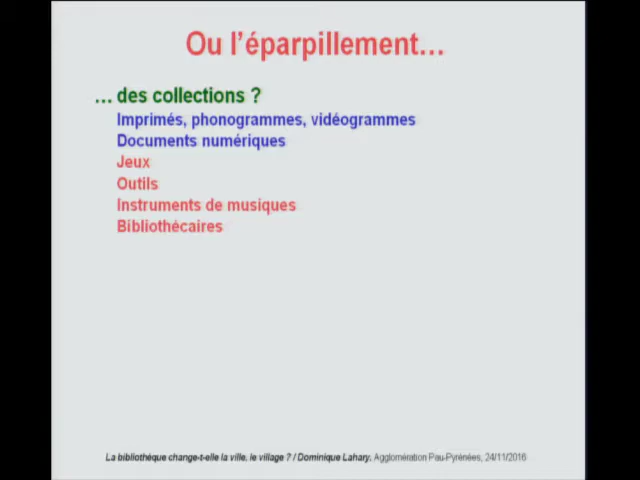 Ou l'éparpillement…
… des collections ?
Imprimés, phonogrammes, vidéogrammes
Documents numériques
Jeux
Outils
Instruments de musiques
Bibliothécaires
La bibliothèque change-t-elle la ville, le village ? / Dominique Lahary. Agglomération Pau-Pyrénées, 24/11/2016